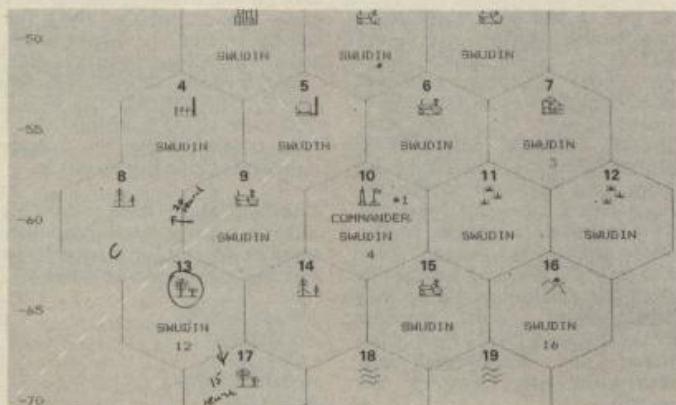 -50
SWUDIN SWUDIN SWUDIN
4 5 6 7
-55
SWUDIN SWUDIN SWUDIN SWUDIN
3
8 9 10 11 12
*1
-60 COMMANDER
SWUDIN SWUDIN SWUDIN SWUDIN
4
C
13 14 15 16
-65
SWUDIN SWUDIN SWUDIN
12 16
17 18 19
15
-70